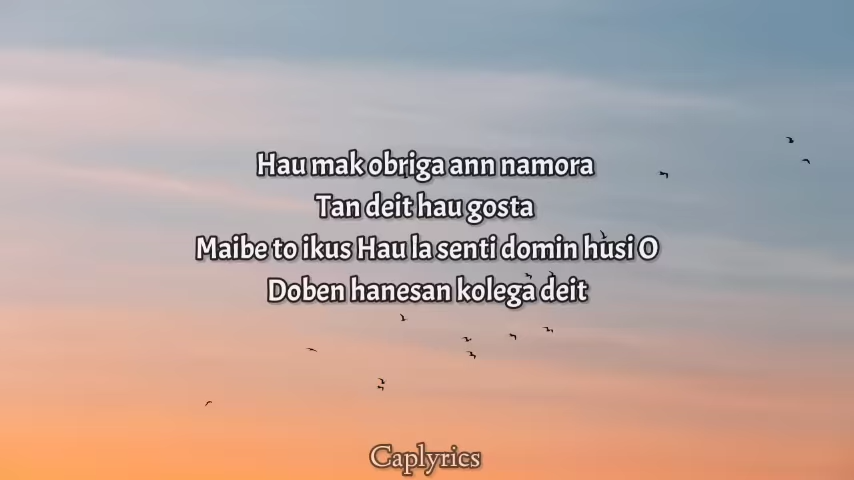 Hau mak obriga ann namora
Tan deit hau gosta
Maibe to ikus Hau la senti domin husi O
Doben hanesan kolega deit
Caplyrics